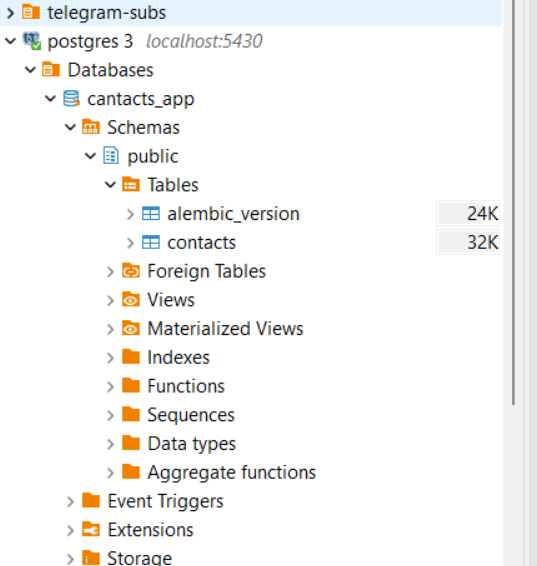 telegram-subs
postgres 3 localhost:5430
Databases
cantacts_app
Schemas
public
Tables
alembic_version 24K
contacts 32K
Foreign Tables
Views
Materialized Views
Indexes
Functions
Sequences
Data types
Aggregate functions
Event Triggers
Extensions
Storage